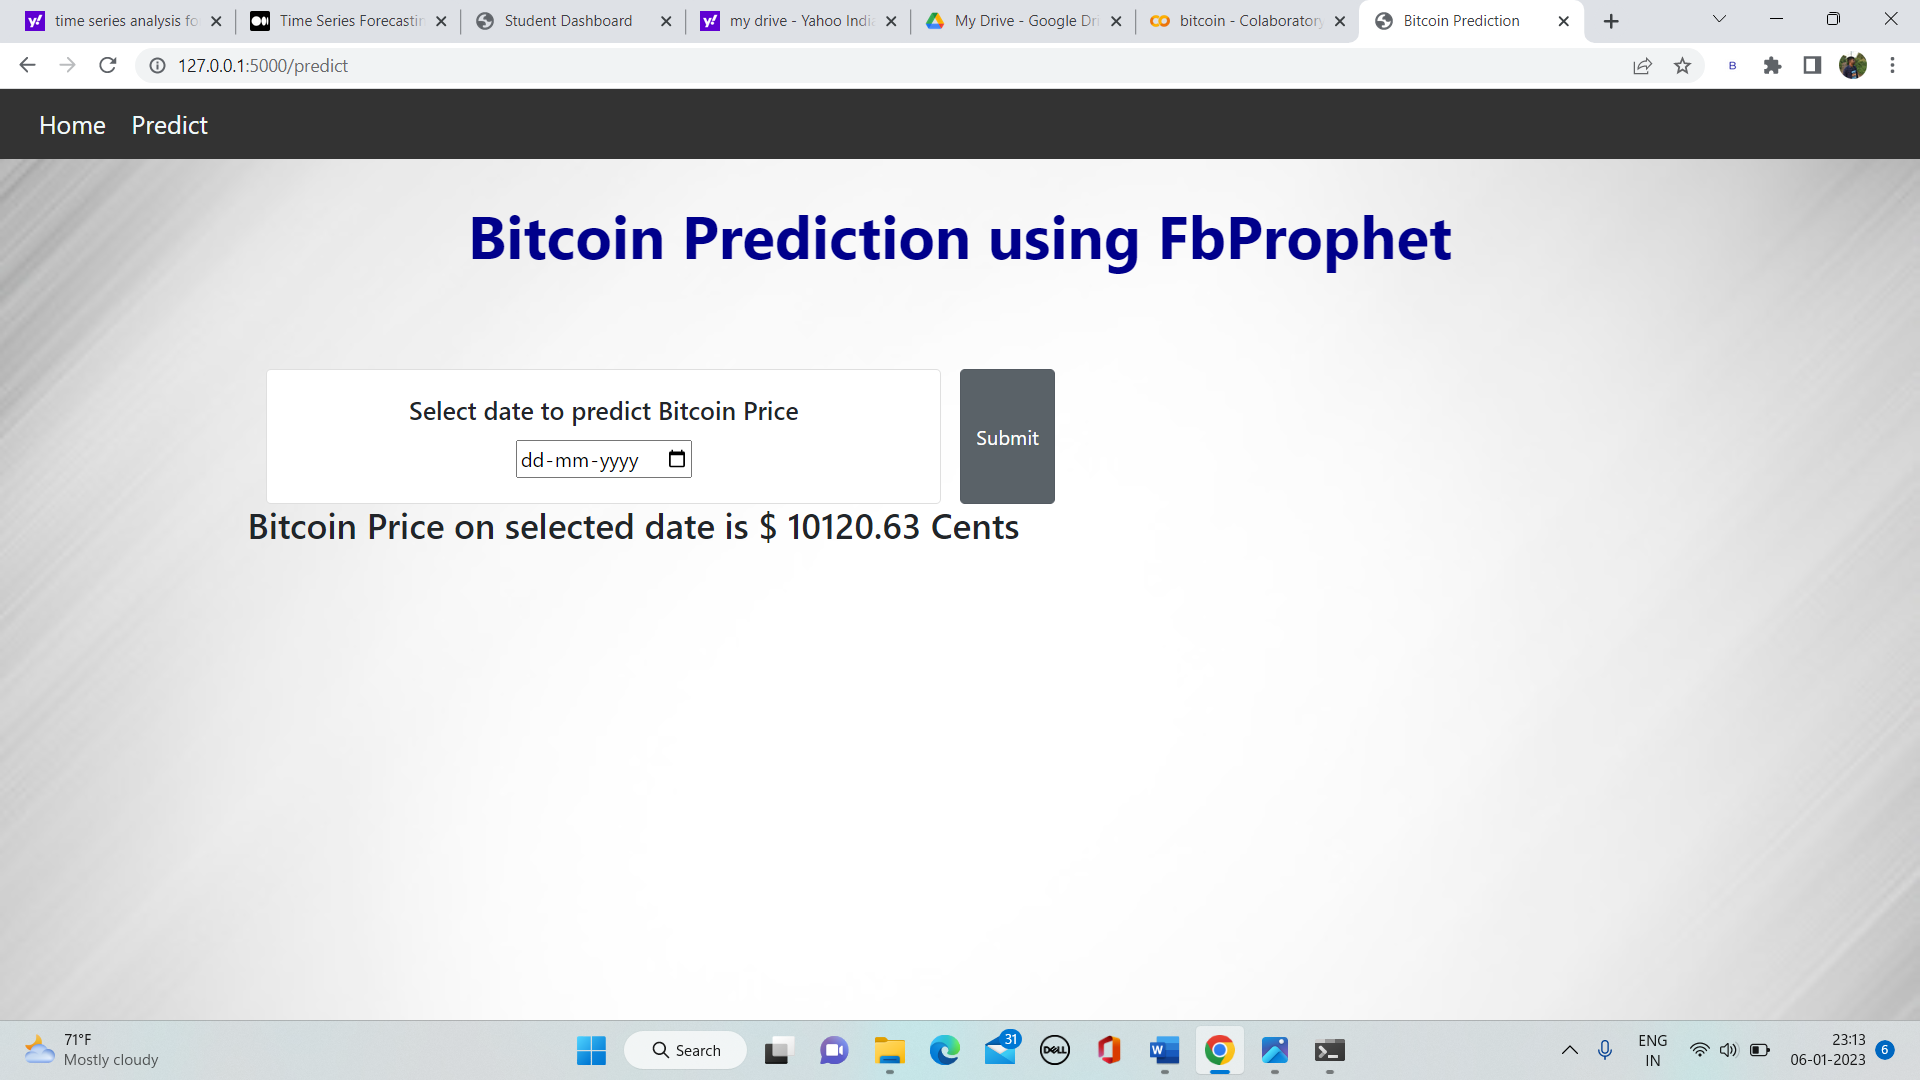 time series analysis fo
Time Series Forecastin
Student Dashboard
my drive - Yahoo India
My Drive - Google Dri
bitcoin - Colaboratory
Bitcoin Prediction
127.0.0.1:5000/predict
B
Home Predict
Bitcoin Prediction using FbProphet
Select date to predict Bitcoin Price
dd-mm-yyyy
Submit
Bitcoin Price on selected date is $ 10120.63 Cents
71°F
Mostly cloudy
Search
31
DELL
W
ENG
IN
23:13
06-01-2023
6